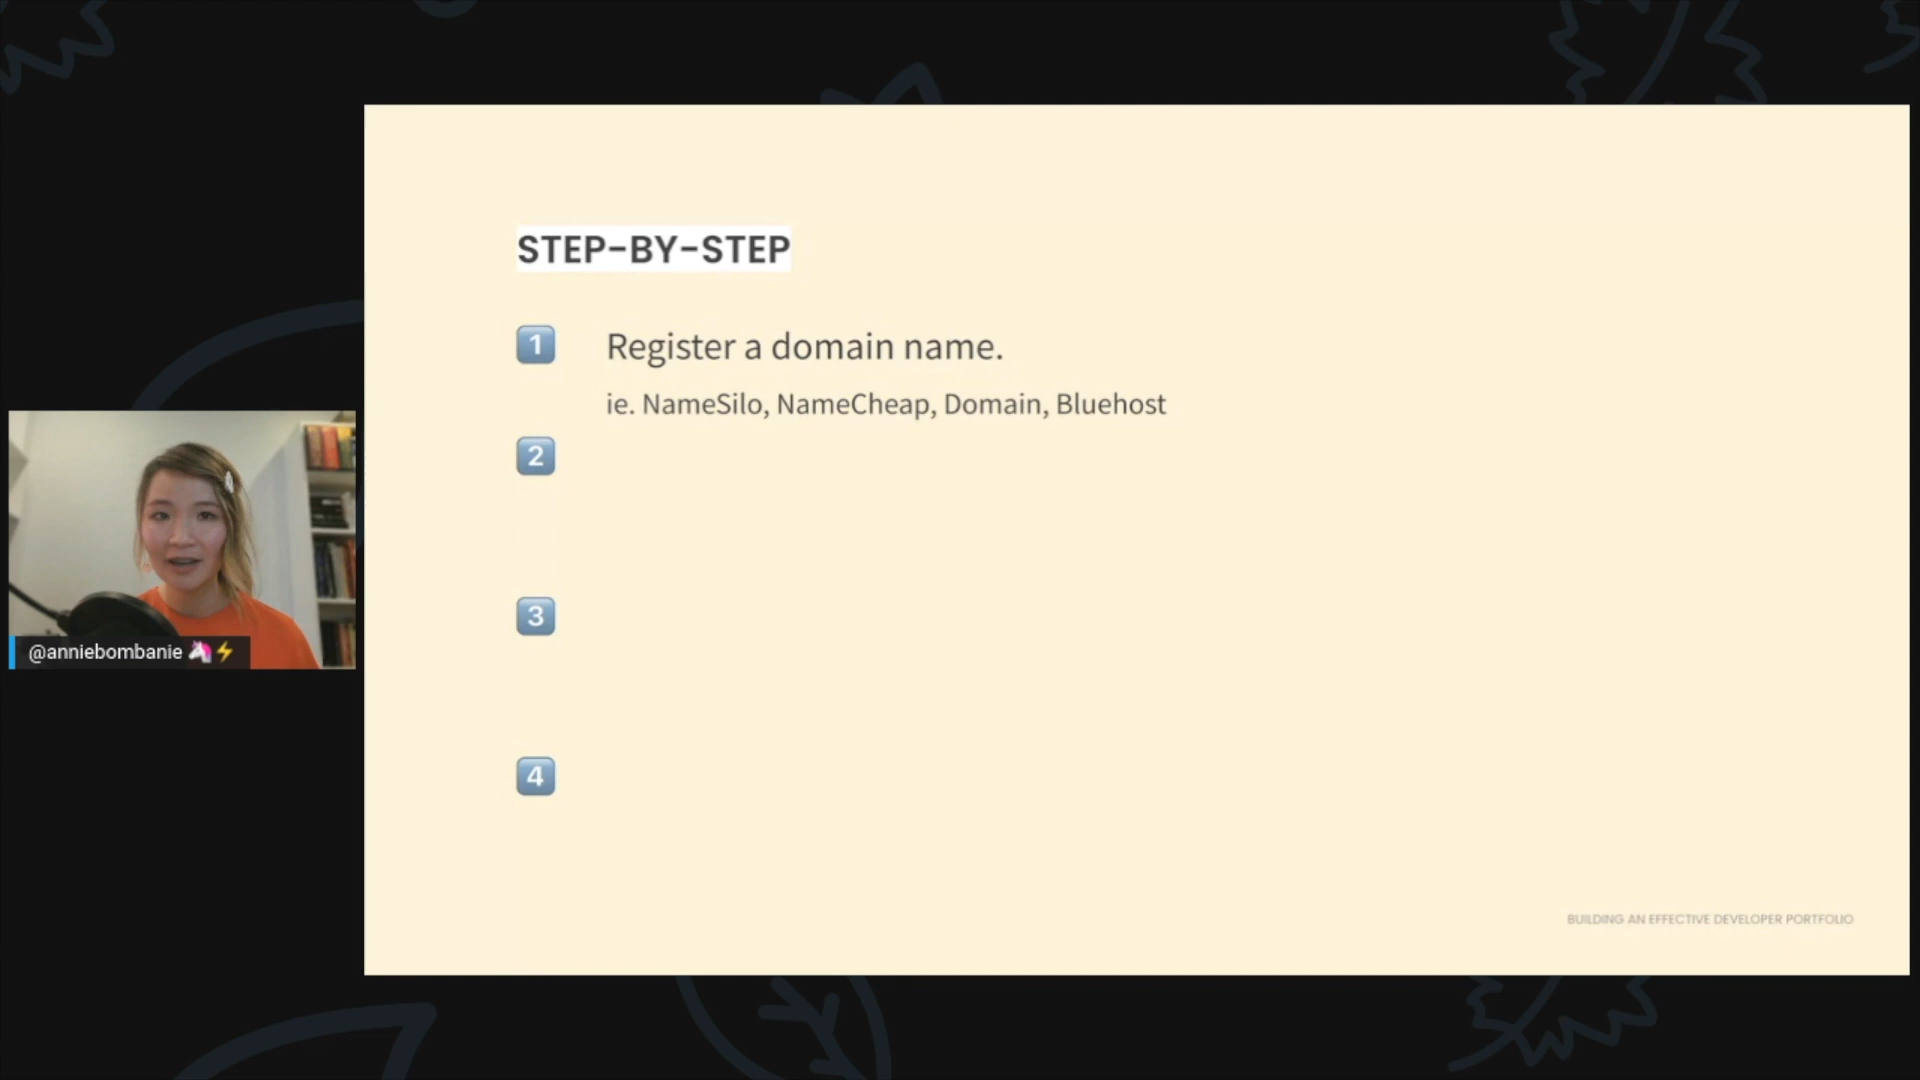 STEP-BY-STEP
1 Register a domain name.
ie. NameSilo, NameCheap, Domain, Bluehost
2
3
4
@anniebombanie 🦄⚡
BUILDING AN EFFECTIVE DEVELOPER PORTFOLIO